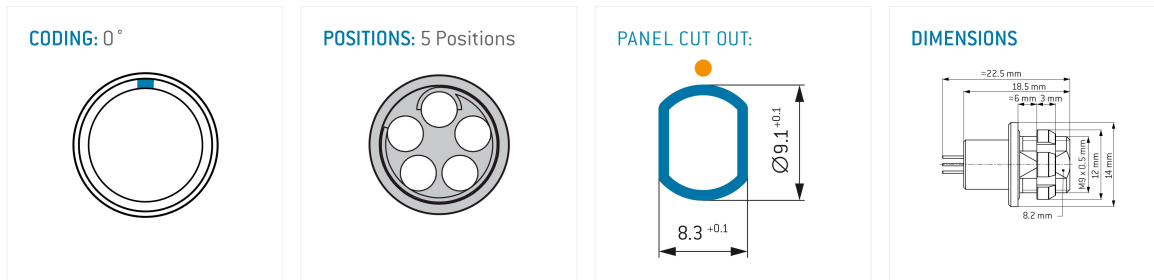 CODING: 0°
POSITIONS: 5 Positions
PANEL CUT OUT:
Ø9.1 +0.1
8.3 +0.1
DIMENSIONS
≈22.5 mm
18.5 mm
≈6 mm 3 mm
M9 x 0.5 mm
12 mm
14 mm
8.2 mm